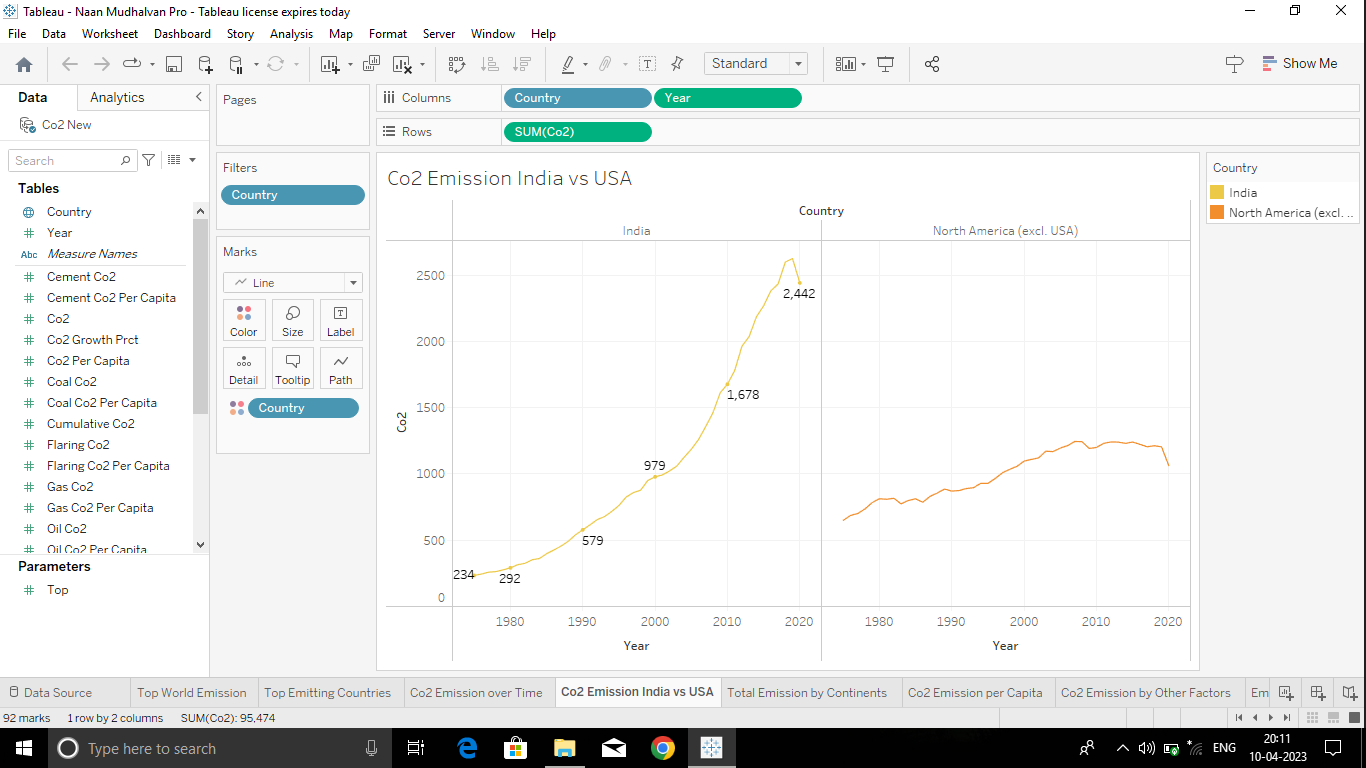 Tableau - Naan Mudhalvan Pro - Tableau license expires today
File Data Worksheet Dashboard Story Analysis Map Format Server Window Help
Standard
Show Me
Data Analytics
Co2 New
Search
Tables
Country
Year
Abc Measure Names
Cement Co2
Cement Co2 Per Capita
Co2
Co2 Growth Prct
Co2 Per Capita
Coal Co2
Coal Co2 Per Capita
Cumulative Co2
Flaring Co2
Flaring Co2 Per Capita
Gas Co2
Gas Co2 Per Capita
Oil Co2
Oil Co2 Per Capita
Parameters
Top
Pages
Filters
Country
Marks
Line
Color Size Label
Detail Tooltip Path
Country
Columns Country Year
Rows SUM(Co2)
Co2 Emission India vs USA
Country
India North America (excl. USA)
Co2
2500
2000
1500
1000
500
0
234
292
579
979
1,678
2,442
1980 1990 2000 2010 2020 1980 1990 2000 2010 2020
Year Year
Country
India
North America (excl. ..
Data Source Top World Emission Top Emitting Countries Co2 Emission over Time Co2 Emission India vs USA Total Emission by Continents Co2 Emission per Capita Co2 Emission by Other Factors Em
92 marks 1 row by 2 columns SUM(Co2): 95,474
Type here to search
ENG
20:11
10-04-2023